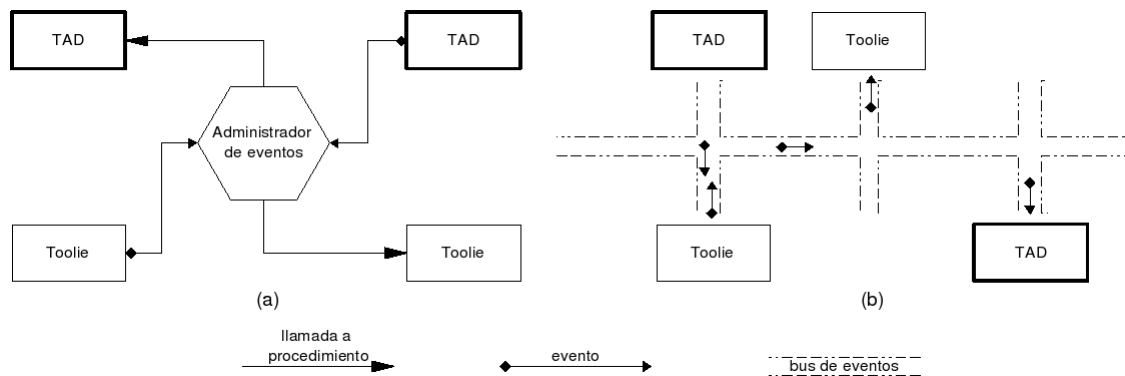 TAD
TAD
Administrador
de eventos
Toolie
Toolie
(a)
TAD
Toolie
Toolie
TAD
(b)
llamada a
procedimiento
evento
bus de eventos